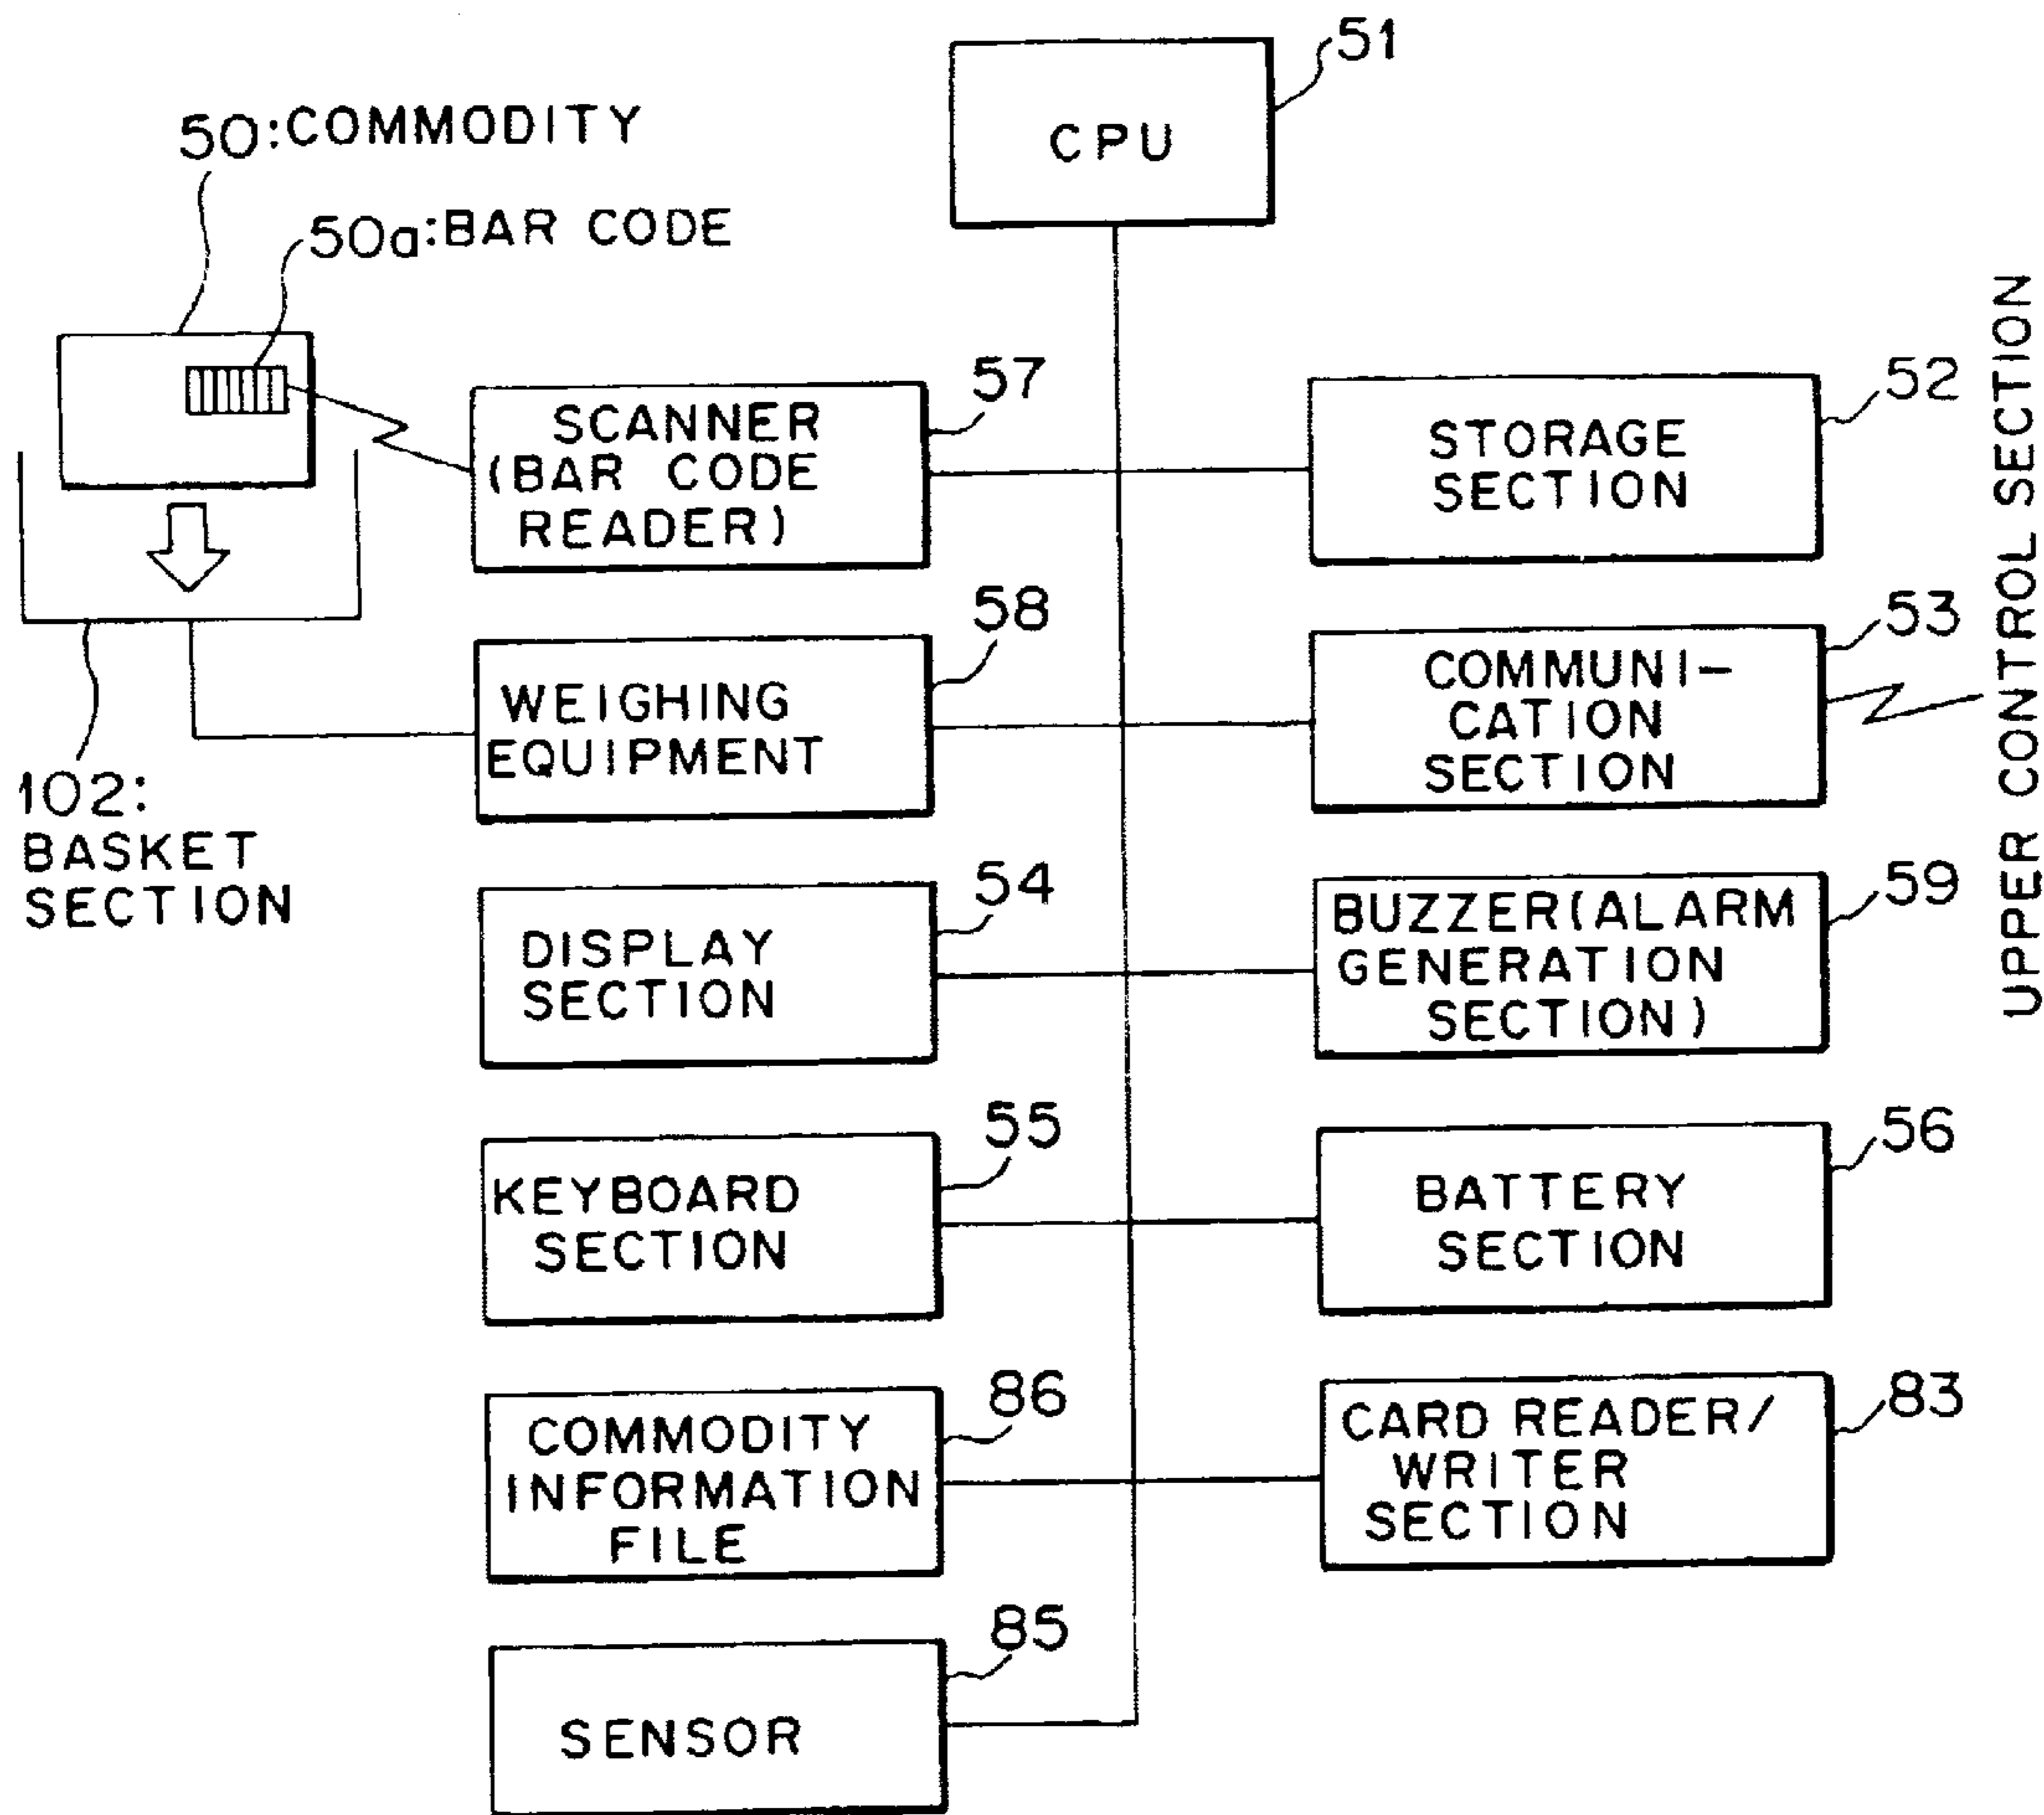 51
CPU
50:COMMODITY
50a:BAR CODE
57
SCANNER
(BAR CODE
READER)
52
STORAGE
SECTION
58
WEIGHING
EQUIPMENT
53
COMMUNI-
CATION
SECTION
UPPER CONTROL SECTION
102:
BASKET
SECTION
54
DISPLAY
SECTION
59
BUZZER(ALARM
GENERATION
SECTION)
55
KEYBOARD
SECTION
56
BATTERY
SECTION
86
COMMODITY
INFORMATION
FILE
83
CARD READER/
WRITER
SECTION
85
SENSOR